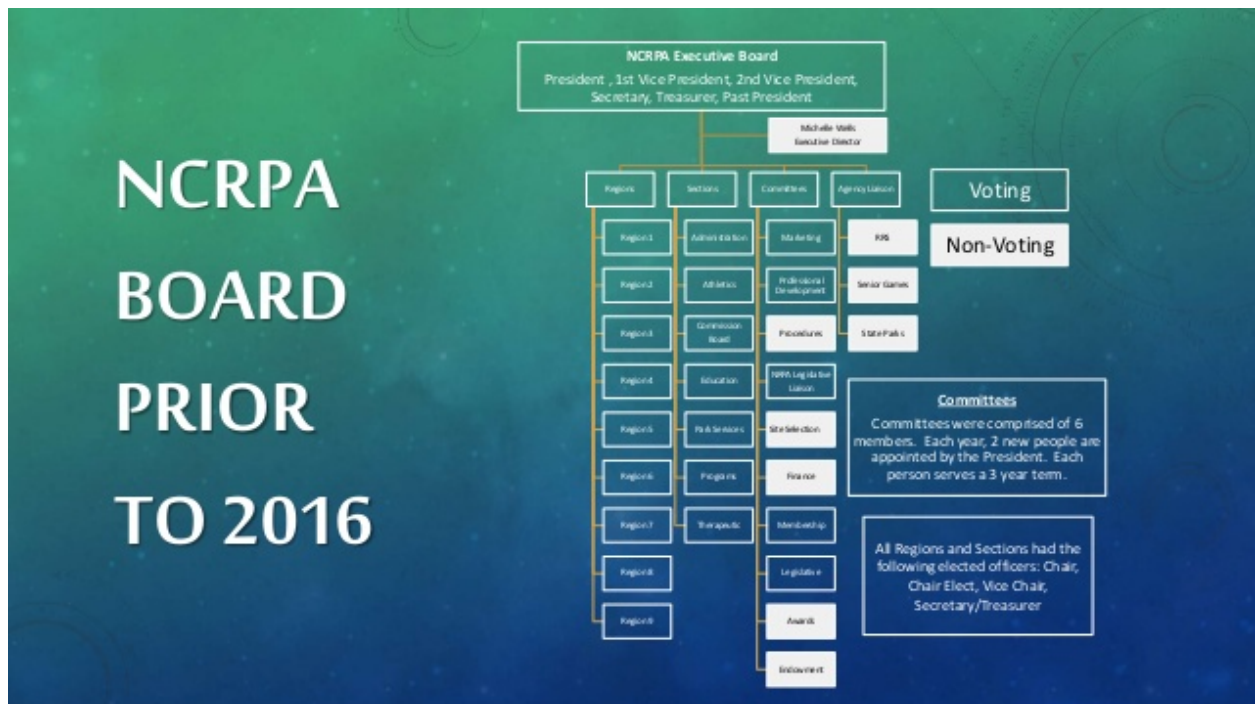 NCRPA
BOARD
PRIOR
TO 2016
NCRPA Executive Board
President , 1st Vice President, 2nd Vice President,
Secretary, Treasurer, Past President
Michelle Wells
Executive Director
Regions
Sections
Committees
Agency Liaison
Voting
Non-Voting
Region 1
Administration
Marketing
Region 2
Athletics
Professional
Development
Senior Games
Region 3
Commission
Board
Procedures
State Parks
Region 4
Education
NRPA Legislative
Liaison
Region 5
Park Services
Site Selection
Region 6
Programs
Finance
Region 7
Therapeutic
Membership
Region 8
Legislative
Region 9
Awards
Endowment
Committees
Committees were comprised of 6
members. Each year, 2 new people are
appointed by the President. Each
person serves a 3 year term.
All Regions and Sections had the
following elected officers: Chair,
Chair Elect, Vice Chair,
Secretary/Treasurer